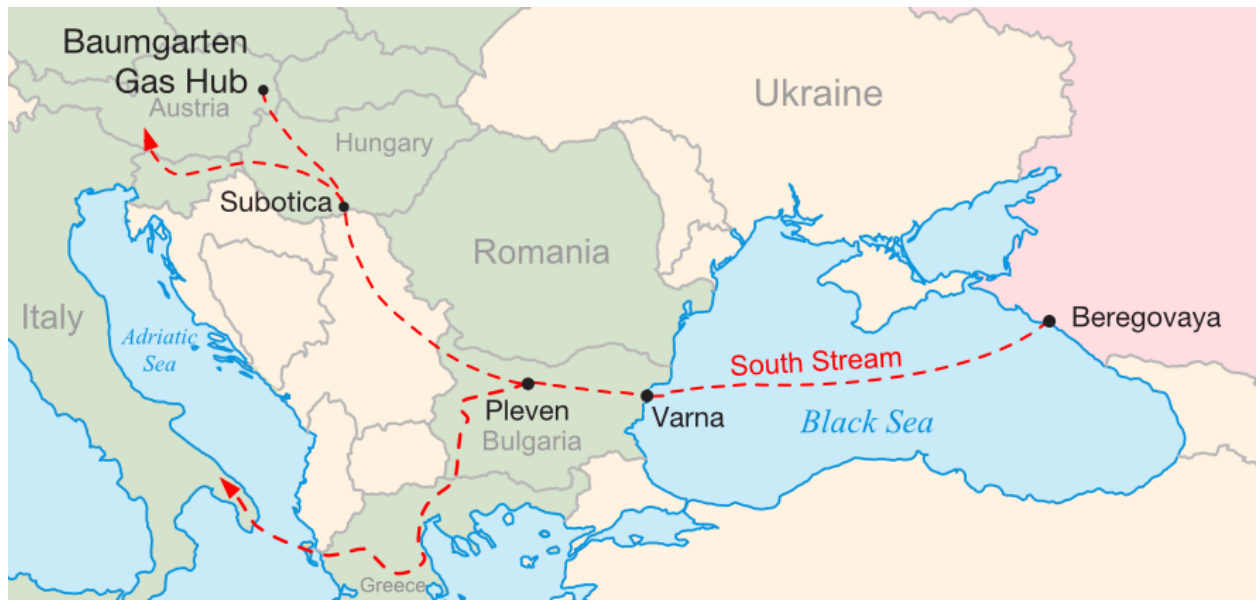 Baumgarten
Gas Hub
Austria
Ukraine
Hungary
Subotica
Romania
Italy
Adriatic
Sea
Beregovaya
South Stream
Pleven
Varna
Black Sea
Bulgaria
Greece